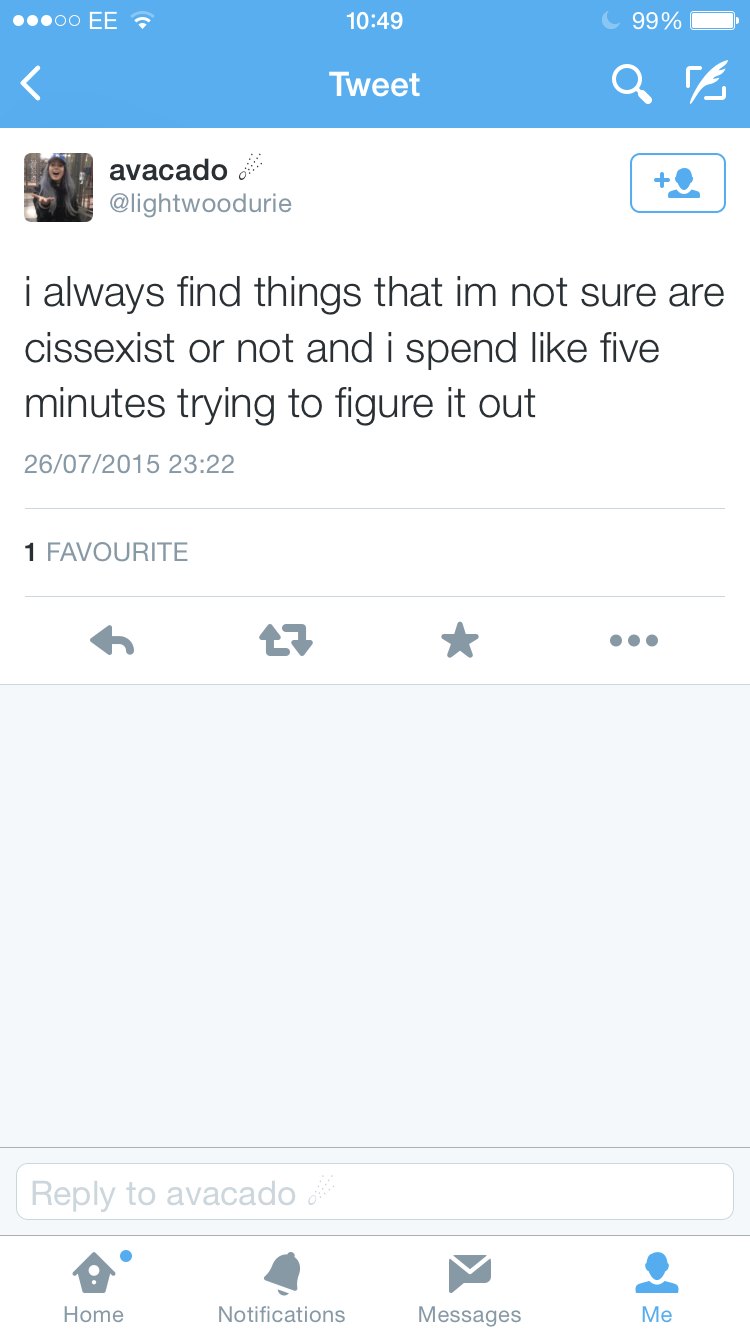 EE 10:49 99%
Tweet
avacado ☄
@lightwoodurie
i always find things that im not sure are
cissexist or not and i spend like five
minutes trying to figure it out
26/07/2015 23:22
1 FAVOURITE
Reply to avacado ☄
Home Notifications Messages Me